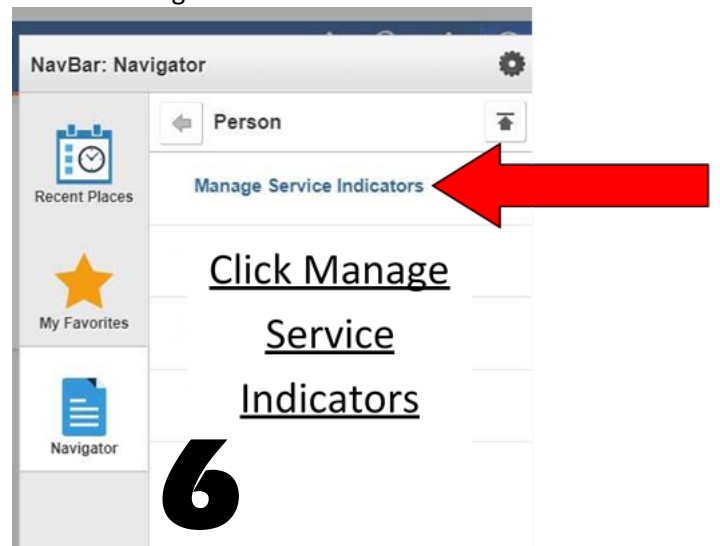 NavBar: Navigator
Person
Recent Places
Manage Service Indicators
My Favorites
Click Manage
Service
Indicators
Navigator
6